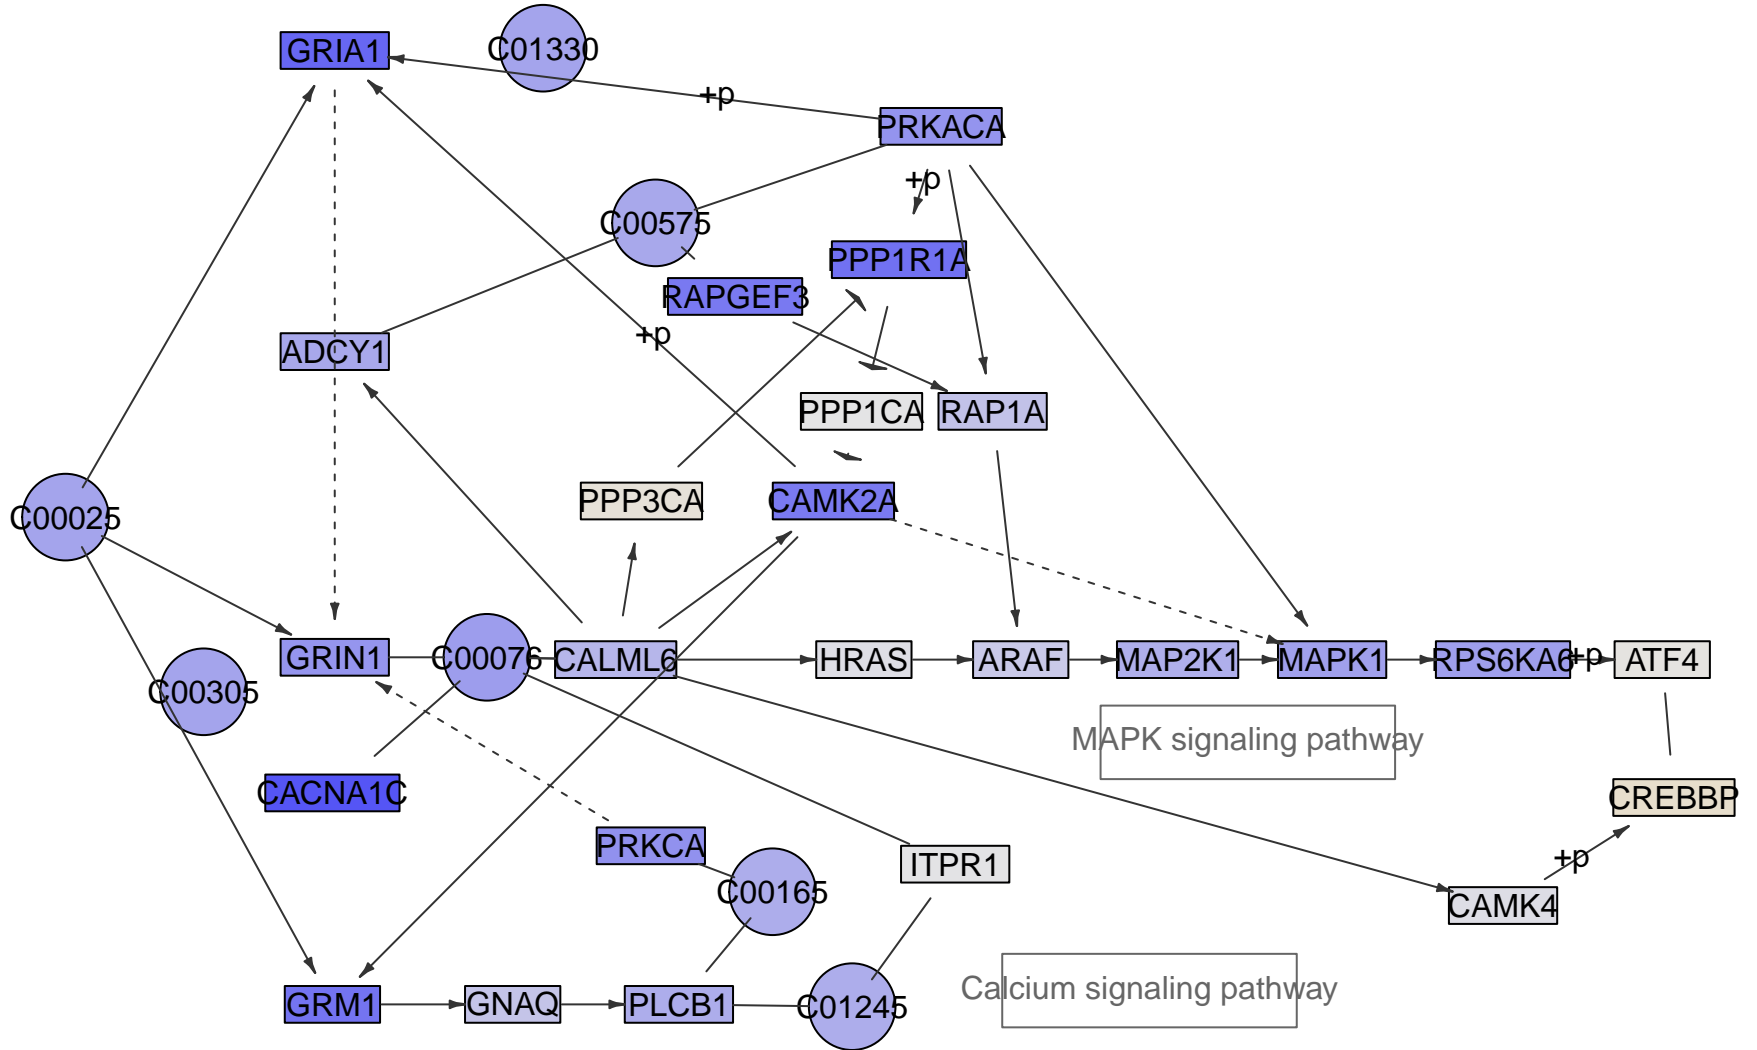 GRIA1
C01330
+p
PRKACA
+p
C00575
PPP1R1A
RAPGEF3
+p
ADCY1
PPP1CA
RAP1A
PPP3CA
CAMK2A
C00025
GRIN1
C00076
CALML6
HRAS
ARAF
MAP2K1
MAPK1
RPS6KA6
+p
ATF4
C00305
MAPK signaling pathway
CACNA1C
CREBBP
PRKCA
ITPR1
+p
C00165
CAMK4
Calcium signaling pathway
GRM1
GNAQ
PLCB1
C01245